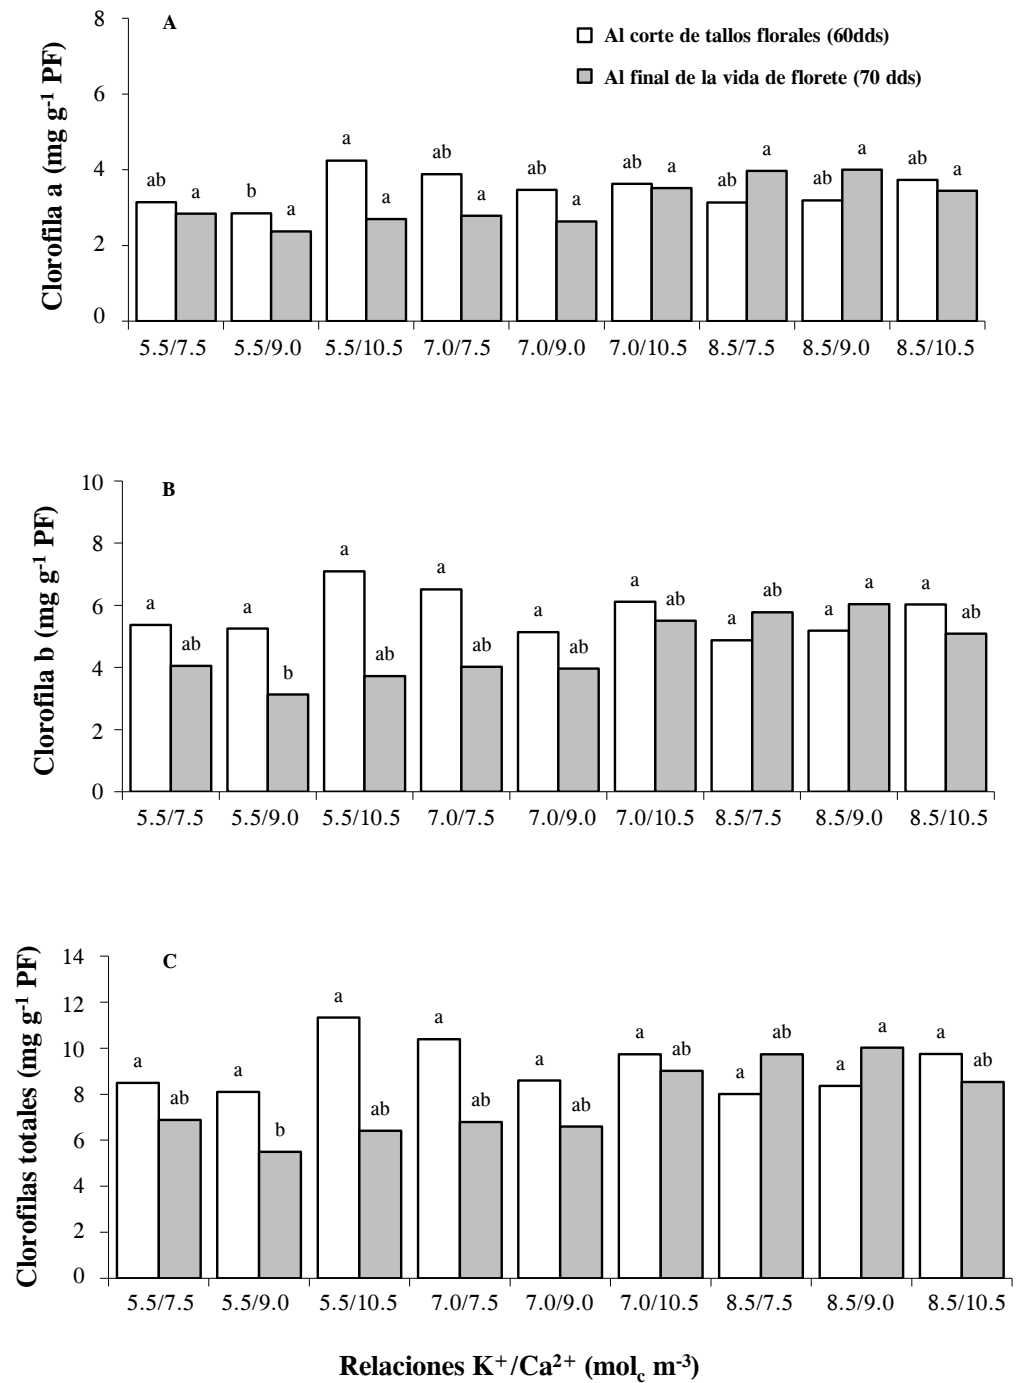 A
Al corte de tallos florales (60dds)
Al final de la vida de florete (70 dds)
Clorofila a (mg g-1 PF)
8
6
4
2
0
ab a b a a a ab a ab a ab a ab a ab a ab a
5.5/7.5 5.5/9.0 5.5/10.5 7.0/7.5 7.0/9.0 7.0/10.5 8.5/7.5 8.5/9.0 8.5/10.5
B
Clorofila b (mg g-1 PF)
10
8
6
4
2
0
a ab a b a ab a ab a ab a ab a ab a a a ab
5.5/7.5 5.5/9.0 5.5/10.5 7.0/7.5 7.0/9.0 7.0/10.5 8.5/7.5 8.5/9.0 8.5/10.5
C
Clorofilas totales (mg g-1 PF)
14
12
10
8
6
4
2
0
a ab a b a ab a ab a ab a ab a ab a a a ab
5.5/7.5 5.5/9.0 5.5/10.5 7.0/7.5 7.0/9.0 7.0/10.5 8.5/7.5 8.5/9.0 8.5/10.5
Relaciones K+/Ca2+ (molc m-3)